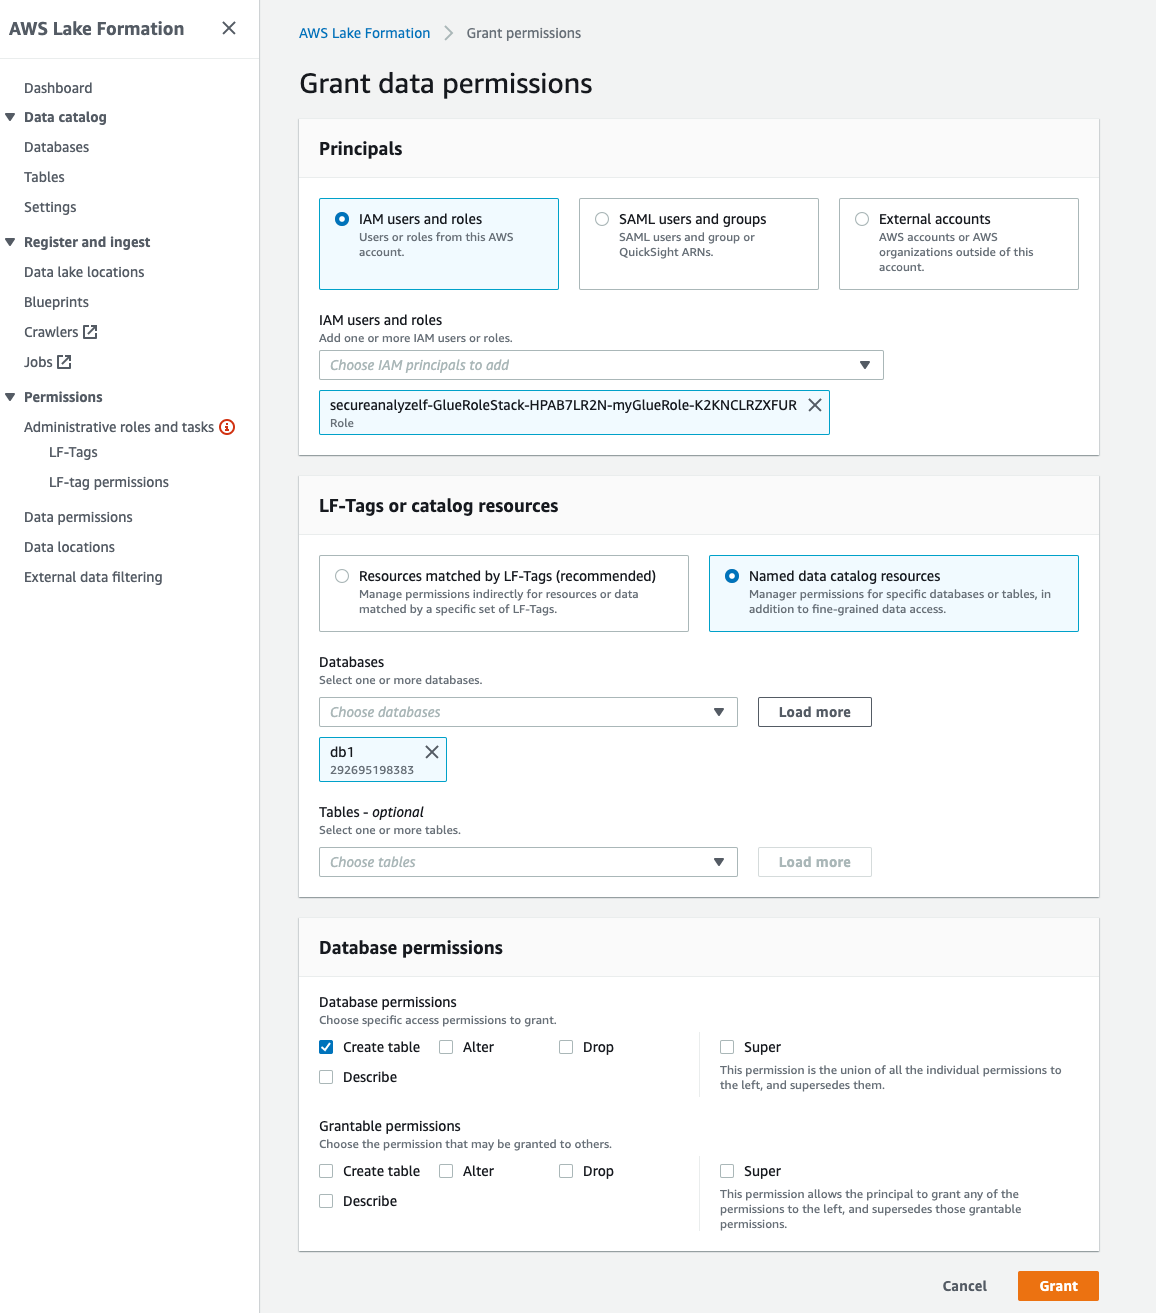 AWS Lake Formation
Dashboard
Data catalog
Databases
Tables
Settings
Register and ingest
Data lake locations
Blueprints
Crawlers
Jobs
Permissions
Administrative roles and tasks
LF-Tags
LF-tag permissions
Data permissions
Data locations
External data filtering
AWS Lake Formation > Grant permissions
Grant data permissions
Principals
IAM users and roles
Users or roles from this AWS
account.
SAML users and groups
SAML users and group or
QuickSight ARNs.
External accounts
AWS accounts or AWS
organizations outside of this
account.
IAM users and roles
Add one or more IAM users or roles.
Choose IAM principals to add
secureanalyzelf-GlueRoleStack-HPAB7LR2N-myGlueRole-K2KNCLRZXFUR
Role
LF-Tags or catalog resources
Resources matched by LF-Tags (recommended)
Manage permissions indirectly for resources or data
matched by a specific set of LF-Tags.
Named data catalog resources
Manager permissions for specific databases or tables, in
addition to fine-grained data access.
Databases
Select one or more databases.
Choose databases
Load more
db1
292695198383
Tables - optional
Select one or more tables.
Choose tables
Load more
Database permissions
Database permissions
Choose specific access permissions to grant.
Create table Alter Drop
Describe
Super
This permission is the union of all the individual permissions to
the left, and supersedes them.
Grantable permissions
Choose the permission that may be granted to others.
Create table Alter Drop
Describe
Super
This permission allows the principal to grant any of the
permissions to the left, and supersedes those grantable
permissions.
Cancel Grant